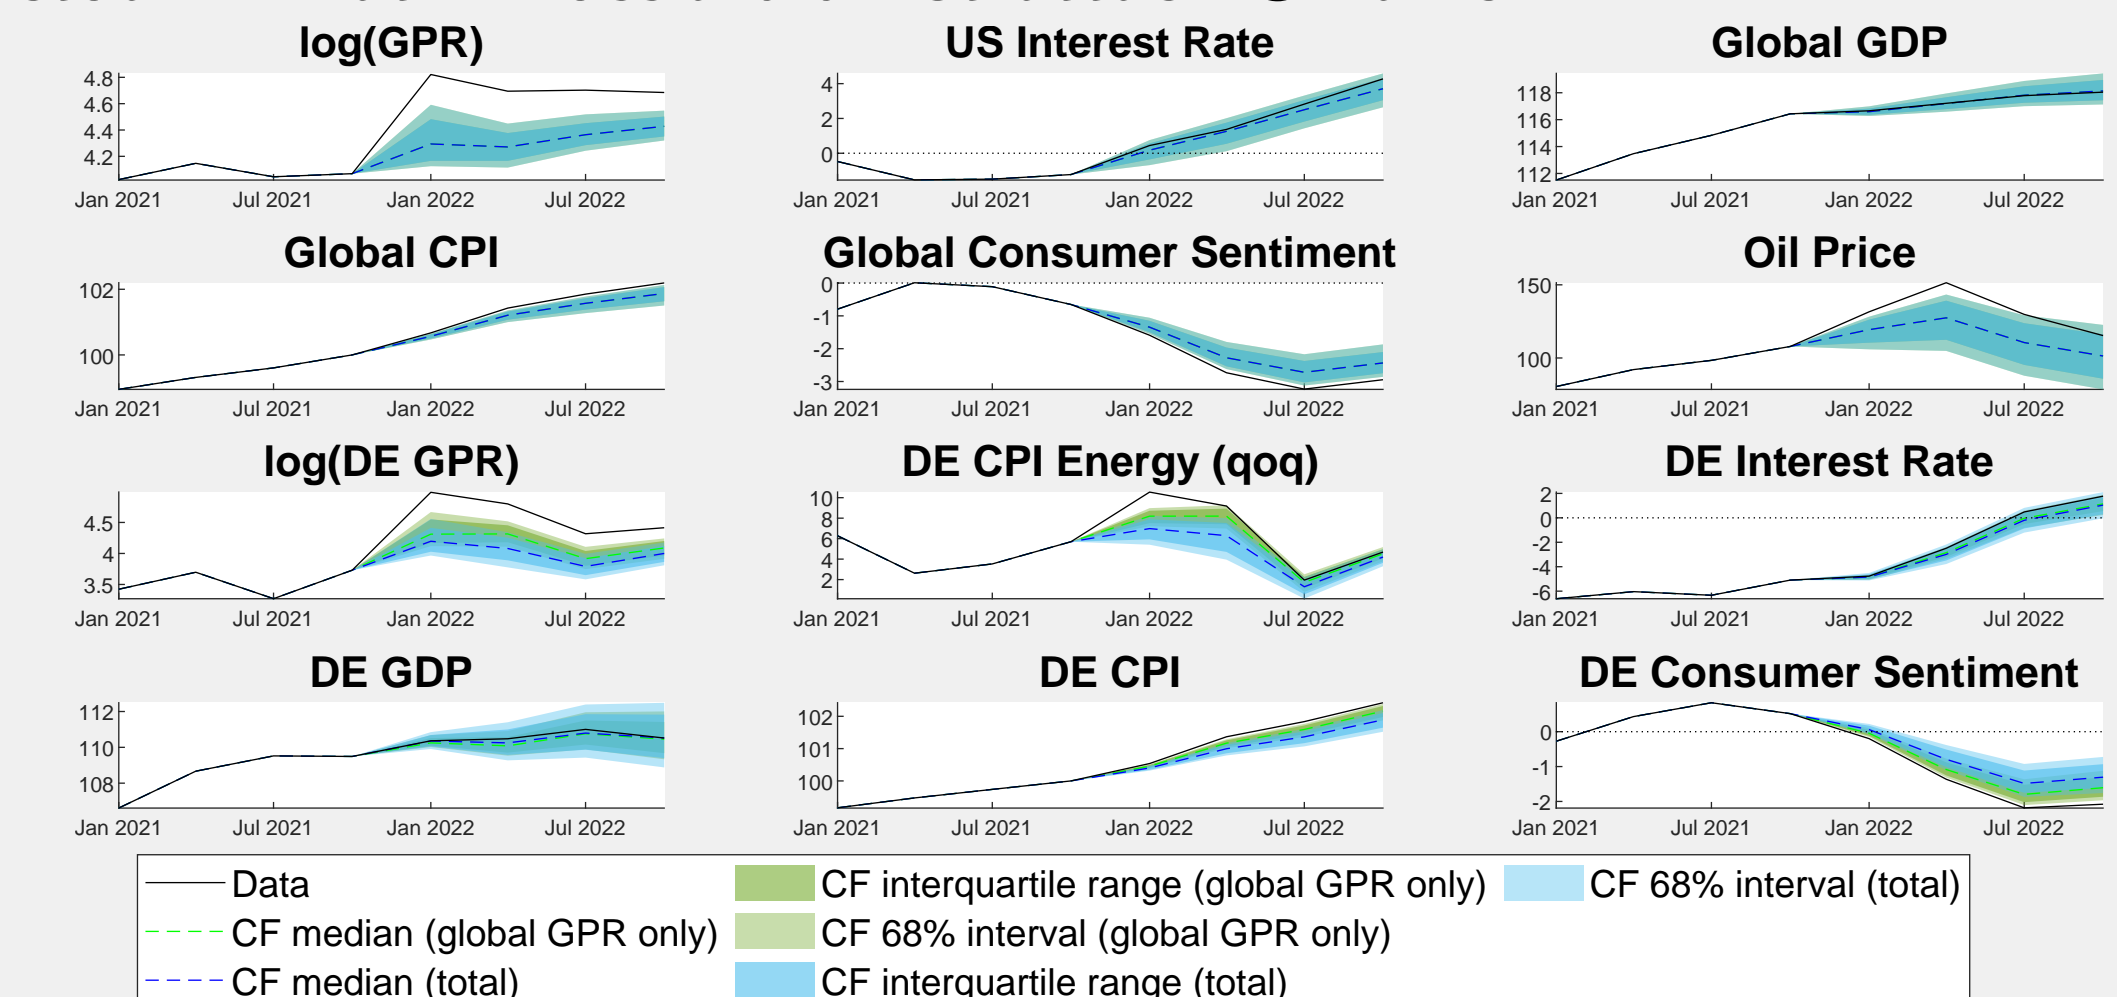 log(GPR) US Interest Rate Global GDP
4.8 4 118
4.6 2 116
4.4 0 114
4.2 112
Jan 2021 Jul 2021 Jan 2022 Jul 2022 Jan 2021 Jul 2021 Jan 2022 Jul 2022 Jan 2021 Jul 2021 Jan 2022 Jul 2022
Global CPI Global Consumer Sentiment Oil Price
102 0 150
100 -1 100
-2
-3
Jan 2021 Jul 2021 Jan 2022 Jul 2022 Jan 2021 Jul 2021 Jan 2022 Jul 2022 Jan 2021 Jul 2021 Jan 2022 Jul 2022
log(DE GPR) DE CPI Energy (qoq) DE Interest Rate
4.5 10 2
4 8 0
3.5 6 -2
4 -4
2 -6
Jan 2021 Jul 2021 Jan 2022 Jul 2022 Jan 2021 Jul 2021 Jan 2022 Jul 2022 Jan 2021 Jul 2021 Jan 2022 Jul 2022
DE GDP DE CPI DE Consumer Sentiment
112 102 0
110 101 -1
108 100 -2
Jan 2021 Jul 2021 Jan 2022 Jul 2022 Jan 2021 Jul 2021 Jan 2022 Jul 2022 Jan 2021 Jul 2021 Jan 2022 Jul 2022
Data CF interquartile range (global GPR only) CF 68% interval (total)
CF median (global GPR only) CF 68% interval (global GPR only)
CF median (total) CF interquartile range (total)